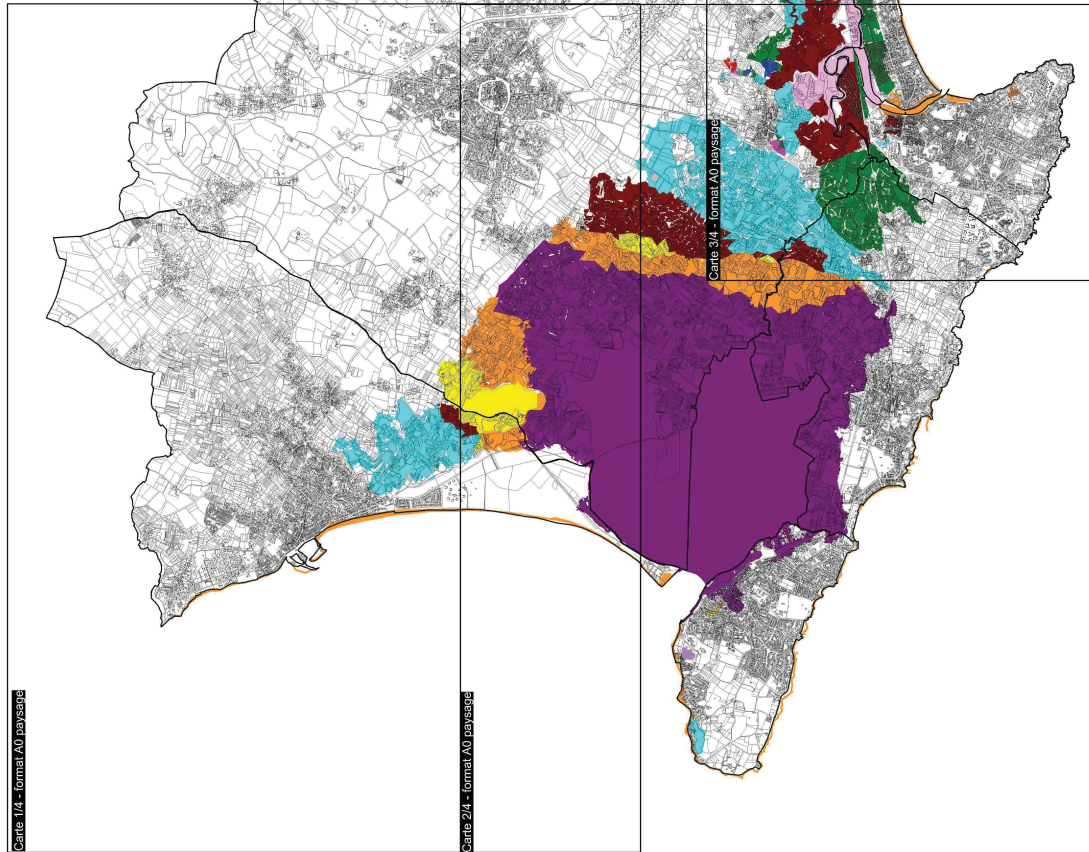 Carte 1/4 - format A0 paysage
Carte 2/4 - format A0 paysage
Carte 3/4 - format A0 paysage